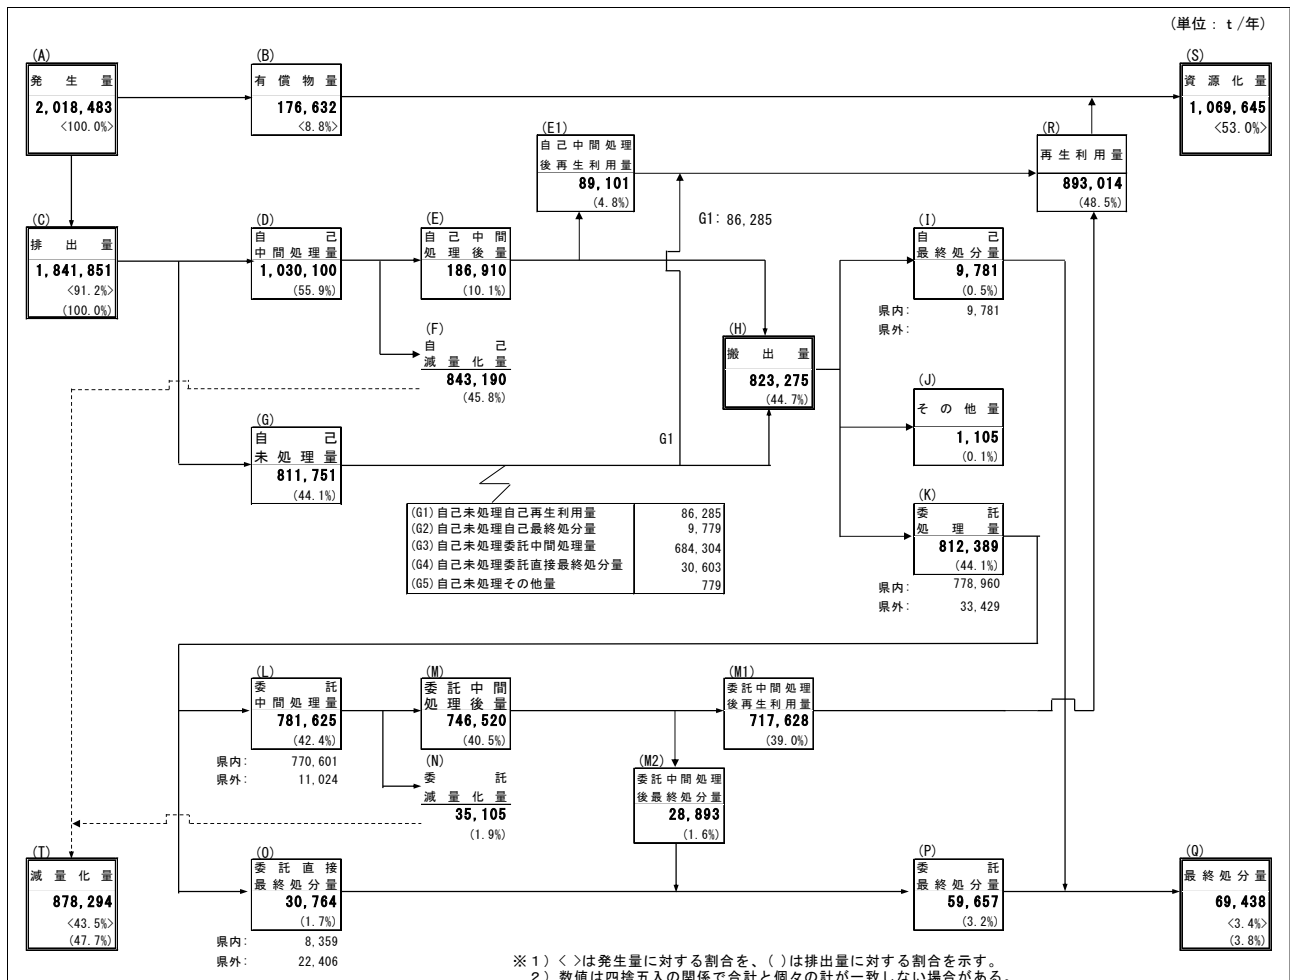 (単位: t/年)
(A)
発生量
2,018,483
<100.0%>
(B)
有償物量
176,632
<8.8%>
(S)
資源化量
1,069,645
<53.0%>
(E1)
自己中間処理
後再生利用量
89,101
(4.8%)
(R)
再生利用量
893,014
(48.5%)
G1: 86,285
(C)
排出量
1,841,851
<91.2%>
(100.0%)
(D)
自己
中間処理量
1,030,100
(55.9%)
(E)
自己中間
処理後量
186,910
(10.1%)
(I)
自己
最終処分量
9,781
(0.5%)
県内: 9,781
県外:
(F)
自己
減量化量
843,190
(45.8%)
(H)
搬出量
823,275
(44.7%)
(J)
その他量
1,105
(0.1%)
(G)
自己
未処理量
811,751
(44.1%)
G1
(G1)自己未処理自己再生利用量 86,285
(G2)自己未処理自己最終処分量 9,779
(G3)自己未処理委託中間処理量 684,304
(G4)自己未処理委託直接最終処分量 30,603
(G5)自己未処理その他量 779
(K)
委託
処理量
812,389
(44.1%)
県内: 778,960
県外: 33,429
(L)
委託
中間処理量
781,625
(42.4%)
県内: 770,601
県外: 11,024
(M)
委託中間
処理後量
746,520
(40.5%)
(M1)
委託中間処理
後再生利用量
717,628
(39.0%)
(N)
委託
減量化量
35,105
(1.9%)
(M2)
委託中間処理
後最終処分量
28,893
(1.6%)
(T)
減量化量
878,294
<43.5%>
(47.7%)
(O)
委託直接
最終処分量
30,764
(1.7%)
県内: 8,359
県外: 22,406
(P)
委託
最終処分量
59,657
(3.2%)
(Q)
最終処分量
69,438
<3.4%>
(3.8%)
※1) < >は発生量に対する割合を、( )は排出量に対する割合を示す。
2) 数値は四捨五入の関係で合計と個々の計が一致しない場合がある。